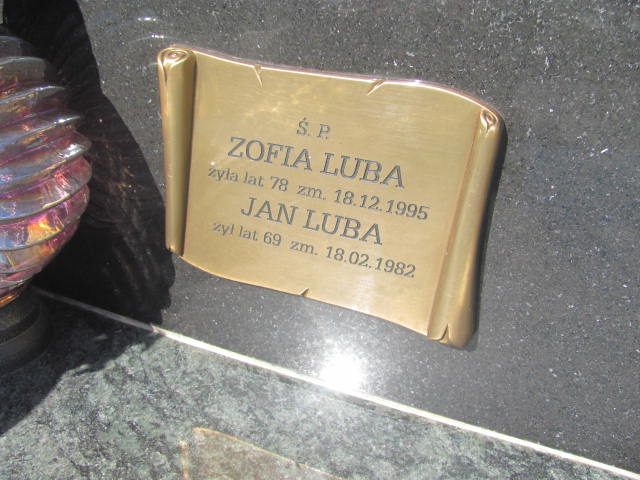 Ś. P.
ZOFIA LUBA
żyła lat 78 zm. 18.12.1995
JAN LUBA
żył lat 69 zm. 18.02.1982